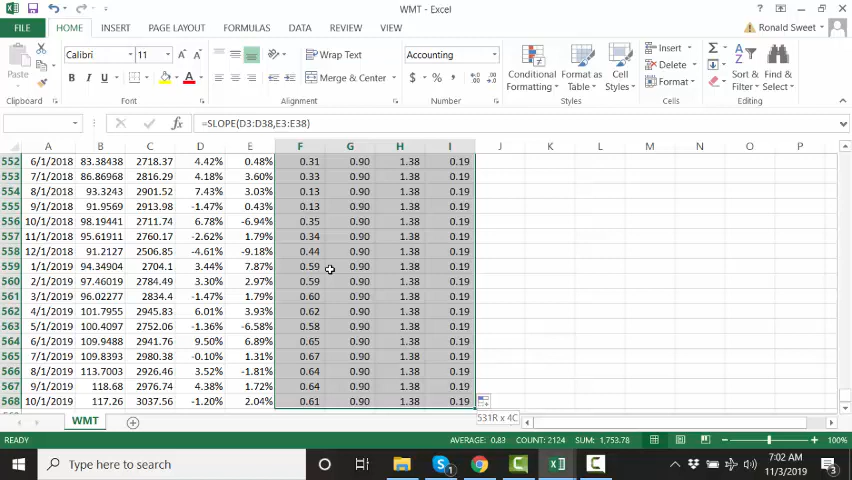 WMT - Excel
FILE HOME INSERT PAGE LAYOUT FORMULAS DATA REVIEW VIEW Ronald Sweet
Paste Calibri 11 Wrap Text Accounting Conditional Formatting Format as Table Cell Styles Insert Sort & Filter Find & Select
B I U A Merge & Center $ % Delete
Format
Clipboard Font Alignment Number Styles Cells Editing
=SLOPE(D3:D38,E3:E38)
A B C D E F G H I J K L M N O P
552 6/1/2018 83.38438 2718.37 4.42% 0.48% 0.31 0.90 1.38 0.19
553 7/1/2018 86.86968 2816.29 4.18% 3.60% 0.33 0.90 1.38 0.19
554 8/1/2018 93.3243 2901.52 7.43% 3.03% 0.13 0.90 1.38 0.19
555 9/1/2018 91.9569 2913.98 -1.47% 0.43% 0.13 0.90 1.38 0.19
556 10/1/2018 98.19441 2711.74 6.78% -6.94% 0.35 0.90 1.38 0.19
557 11/1/2018 95.61911 2760.17 -2.62% 1.79% 0.34 0.90 1.38 0.19
558 12/1/2018 91.2127 2506.85 -4.61% -9.18% 0.44 0.90 1.38 0.19
559 1/1/2019 94.34904 2704.1 3.44% 7.87% 0.59 0.90 1.38 0.19
560 2/1/2019 97.46019 2784.49 3.30% 2.97% 0.59 0.90 1.38 0.19
561 3/1/2019 96.02277 2834.4 -1.47% 1.79% 0.60 0.90 1.38 0.19
562 4/1/2019 101.7955 2945.83 6.01% 3.93% 0.62 0.90 1.38 0.19
563 5/1/2019 100.4097 2752.06 -1.36% -6.58% 0.58 0.90 1.38 0.19
564 6/1/2019 109.9488 2941.76 9.50% 6.89% 0.65 0.90 1.38 0.19
565 7/1/2019 109.8393 2980.38 -0.10% 1.31% 0.67 0.90 1.38 0.19
566 8/1/2019 113.7003 2926.46 3.52% -1.81% 0.64 0.90 1.38 0.19
567 9/1/2019 118.68 2976.74 4.38% 1.72% 0.64 0.90 1.38 0.19
568 10/1/2019 117.26 3037.56 -1.20% 2.04% 0.61 0.90 1.38 0.19
531R x 4C
WMT
READY AVERAGE: 0.83 COUNT: 2124 SUM: 1,753.78 100%
Type here to search
7:02 AM
11/3/2019